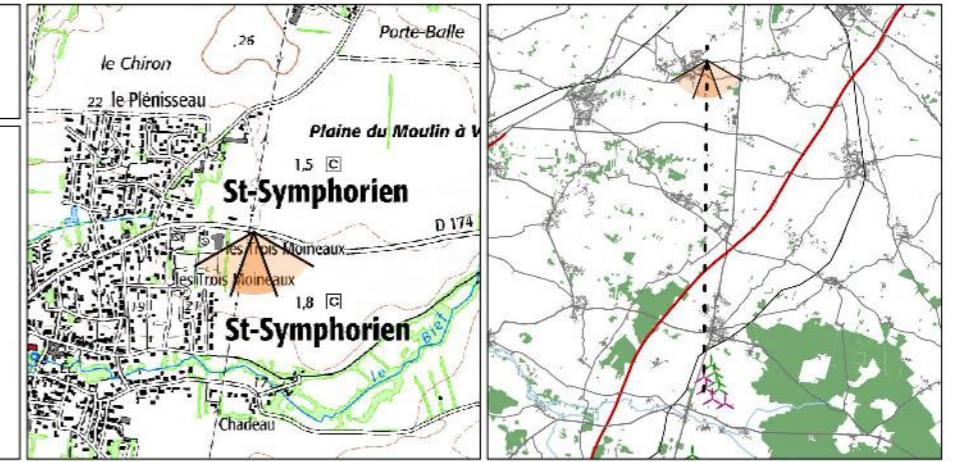 .26
Porte-Balle
le Chiron
22 le Plénisseau
Plaine du Moulin à V
1,5 C
St-Symphorien
D 174
les Trois Moineaux
les Trois Moineaux
1,8 C
St-Symphorien
le Bief
17
Chadeau